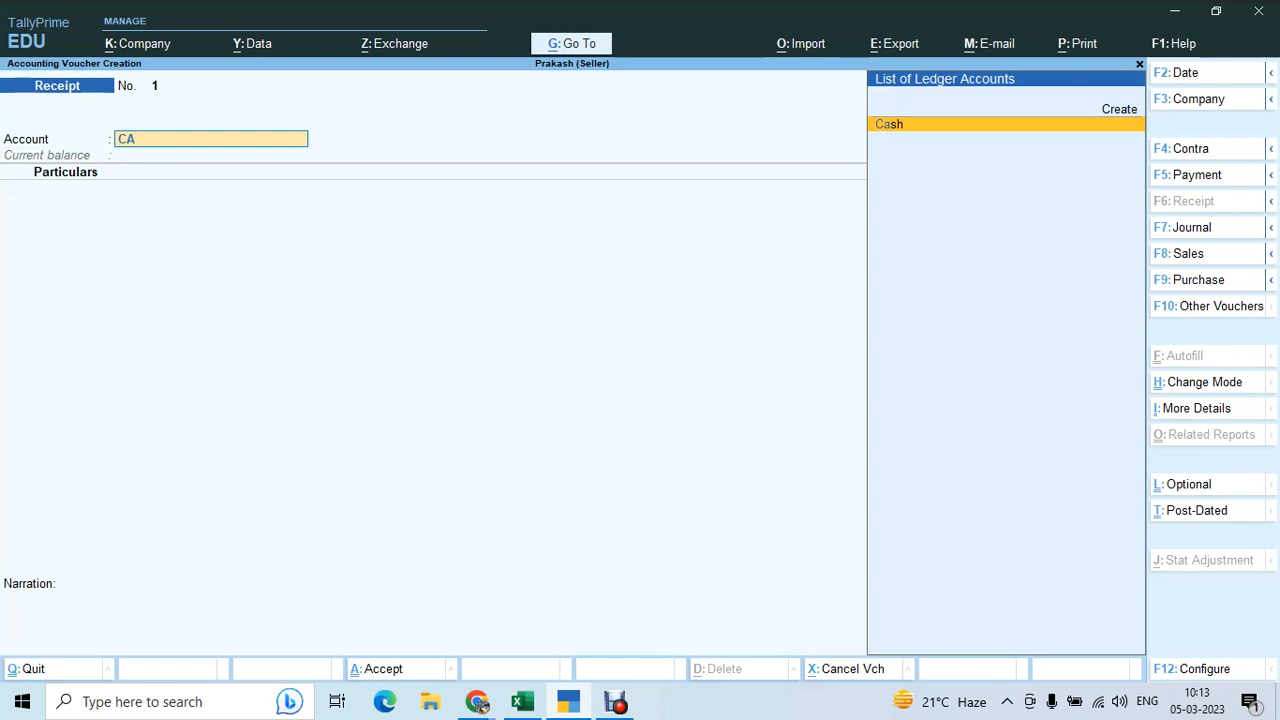 TallyPrime
EDU
MANAGE
K: Company
Y: Data
Z: Exchange
G: Go To
O: Import
E: Export
M: E-mail
P: Print
F1: Help
Accounting Voucher Creation
Prakash (Seller)
Receipt No. 1
Account : CA
Current balance :
Particulars
Narration:
List of Ledger Accounts
Create
Cash
F2: Date
F3: Company
F4: Contra
F5: Payment
F6: Receipt
F7: Journal
F8: Sales
F9: Purchase
F10: Other Vouchers
F: Autofill
H: Change Mode
I: More Details
O: Related Reports
L: Optional
T: Post-Dated
J: Stat Adjustment
Q: Quit
A: Accept
D: Delete
X: Cancel Vch
F12: Configure
Type here to search
21°C Haze
ENG
10:13
05-03-2023
1